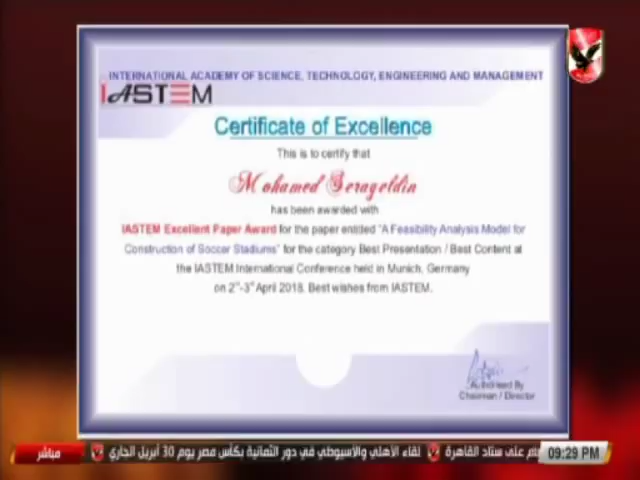 INTERNATIONAL ACADEMY OF SCIENCE, TECHNOLOGY, ENGINEERING AND MANAGEMENT
IASTEM
Certificate of Excellence
This is to certify that
Mohamed Serageldin
has been awarded with
IASTEM Excellent Paper Award for the paper entitled "A Feasibility Analysis Model for
Construction of Soccer Stadiums" for the category Best Presentation / Best Content at
the IASTEM International Conference held in Munich, Germany
on 2nd-3rd April 2018. Best wishes from IASTEM.
Authorised By
Chairman / Director
مباشر
على ستاد القاهرة لقاء الأهلي والأسيوطي في دور الثمانية بكأس مصر يوم 30 أبريل الجاري
09:29 PM